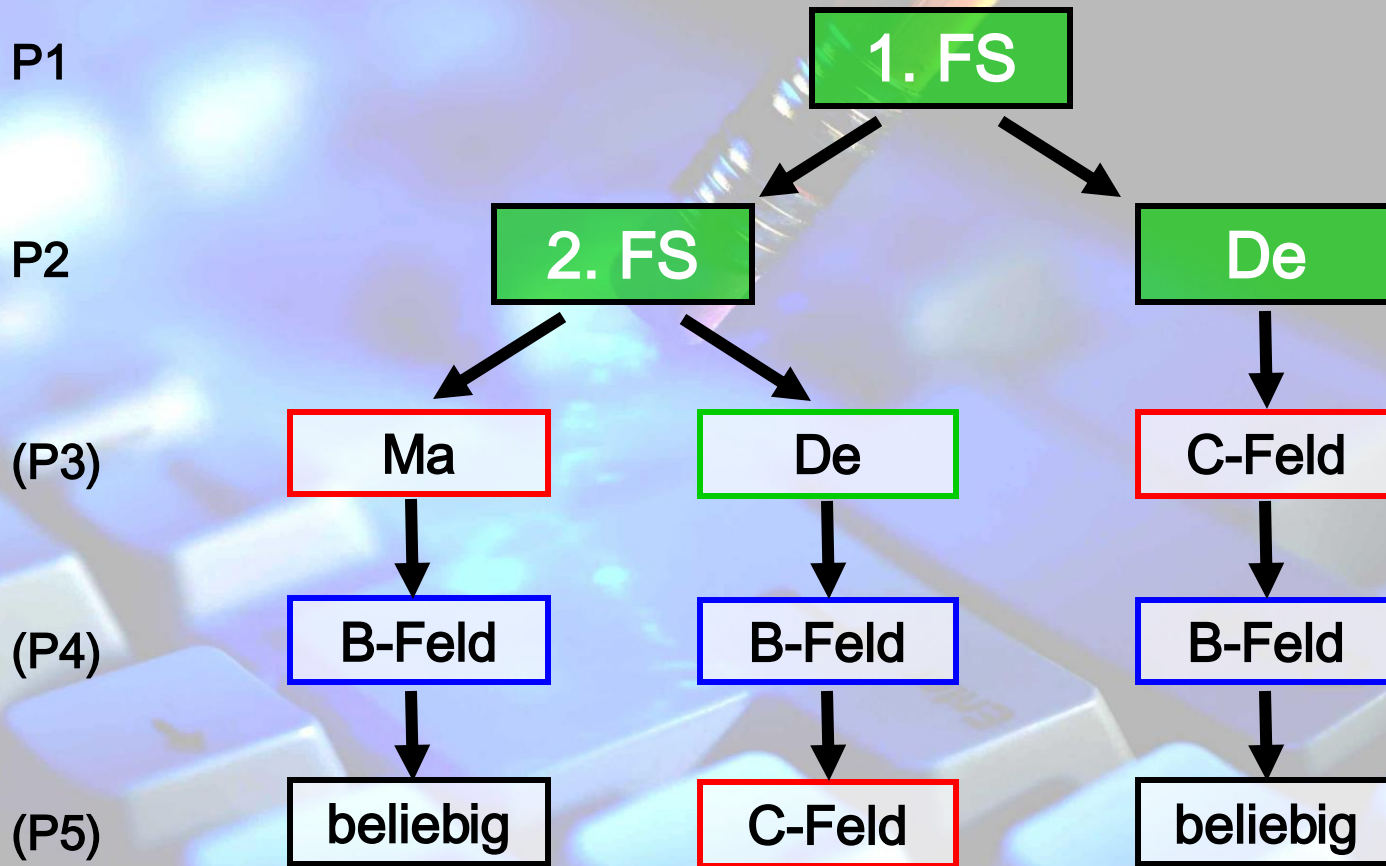 P1 1. FS
P2 2. FS De
(P3) Ma De C-Feld
(P4) B-Feld B-Feld B-Feld
(P5) beliebig C-Feld beliebig